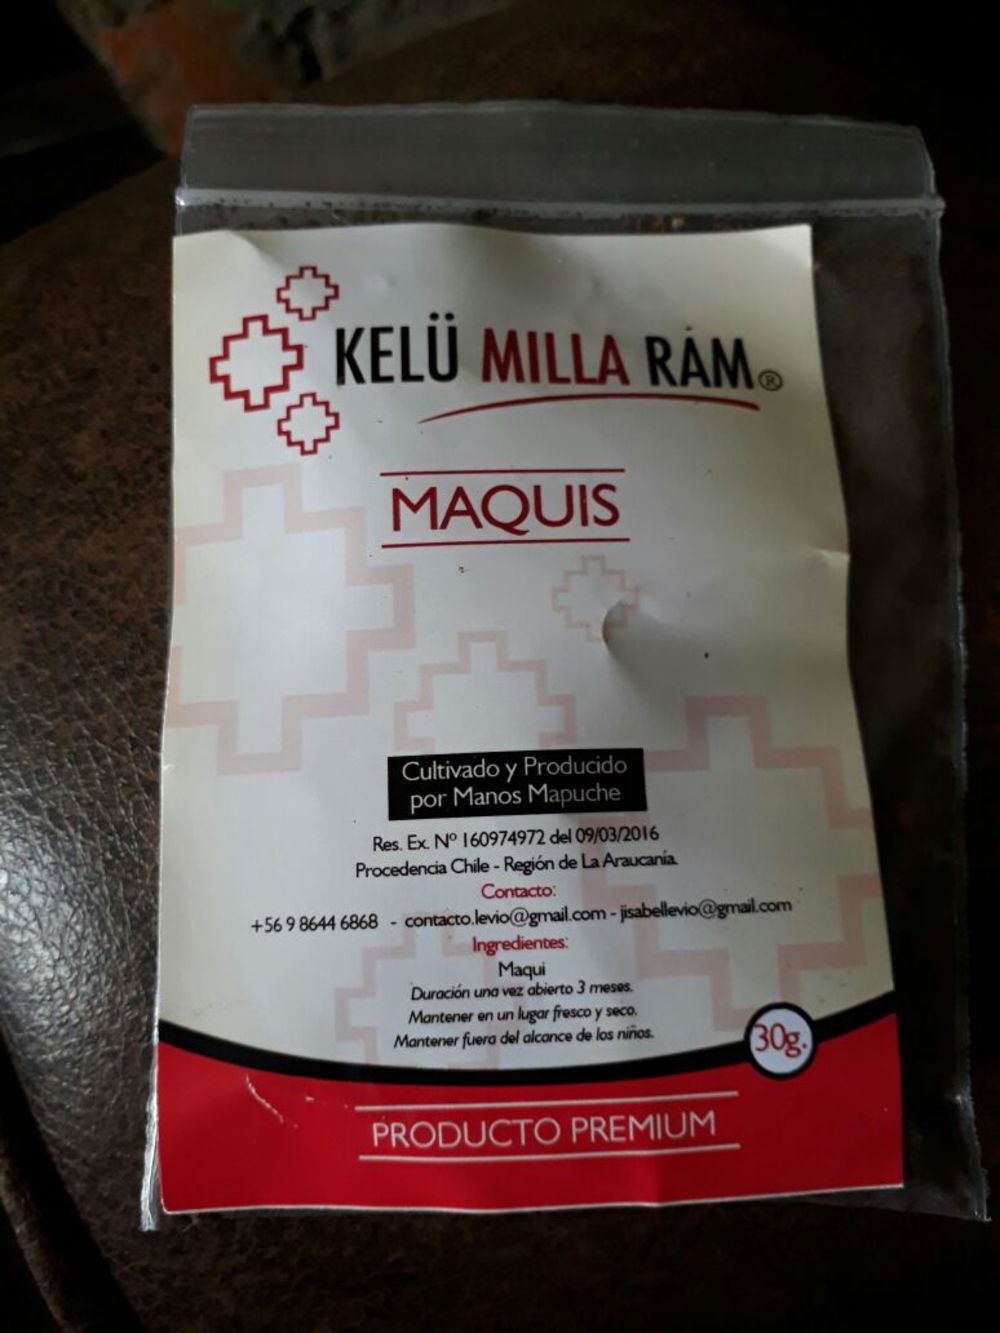 KELÜ MILLA RAM®
MAQUIS
Cultivado y Producido
por Manos Mapuche
Res. Ex. Nº 160974972 del 09/03/2016
Procedencia Chile - Región de La Araucanía.
Contacto:
+56 9 8644 6868 - contacto.levio@gmail.com - jisabellevio@gmail.com
Ingredientes:
Maqui
Duración una vez abierto 3 meses.
Mantener en un lugar fresco y seco.
Mantener fuera del alcance de los niños.
30g.
PRODUCTO PREMIUM